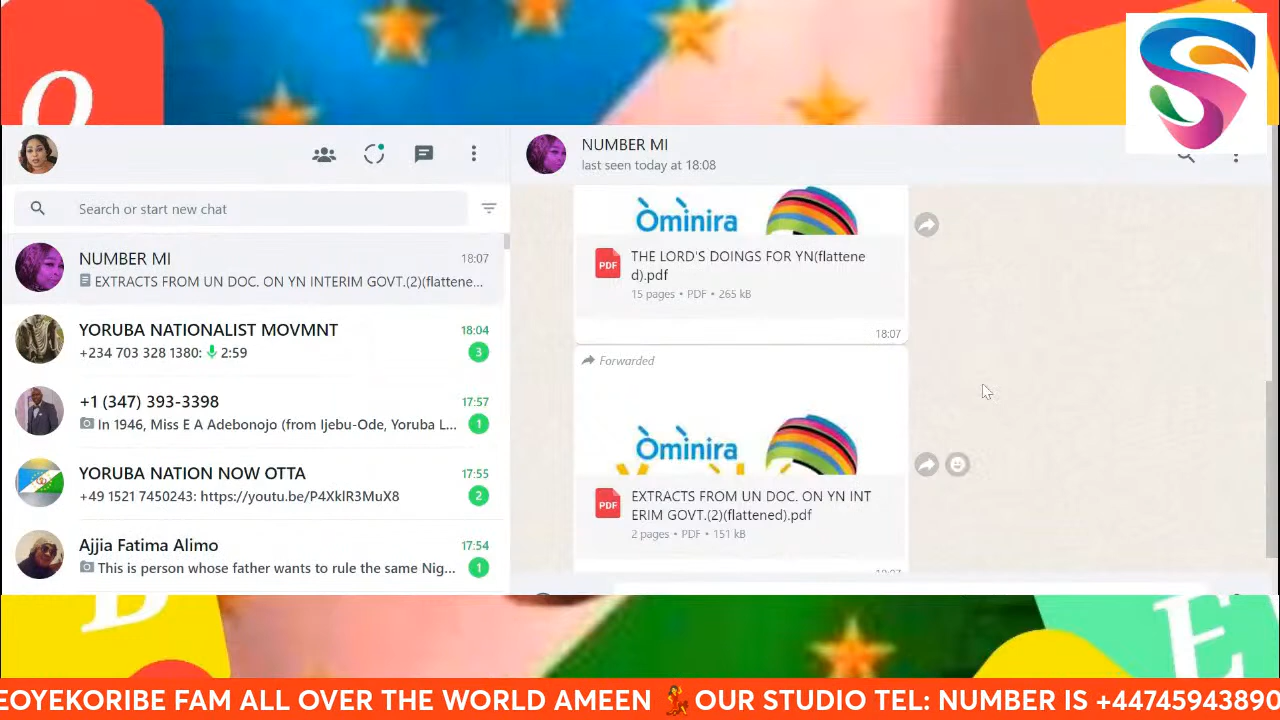 O
NUMBER MI
last seen today at 18:08
Search or start new chat
NUMBER MI
18:07
EXTRACTS FROM UN DOC. ON YN INTERIM GOVT.(2)(flattene...
YORUBA NATIONALIST MOVMNT
18:04
+234 703 328 1380: 2:59
3
+1 (347) 393-3398
17:57
In 1946, Miss E A Adebonojo (from Ijebu-Ode, Yoruba L...
1
YORUBA NATION NOW OTTA
17:55
+49 1521 7450243: https://youtu.be/P4XklR3MuX8
2
Ajjia Fatima Alimo
17:54
This is person whose father wants to rule the same Nig...
1
Òmìnira
PDF
THE LORD'S DOINGS FOR YN(flattene
d).pdf
15 pages • PDF • 265 kB
18:07
Forwarded
Òmìnira
PDF
EXTRACTS FROM UN DOC. ON YN INT
ERIM GOVT.(2)(flattened).pdf
2 pages • PDF • 151 kB
18:07
B
E
EOYEKORIBE FAM ALL OVER THE WORLD AMEEN 💃OUR STUDIO TEL: NUMBER IS +44745943890